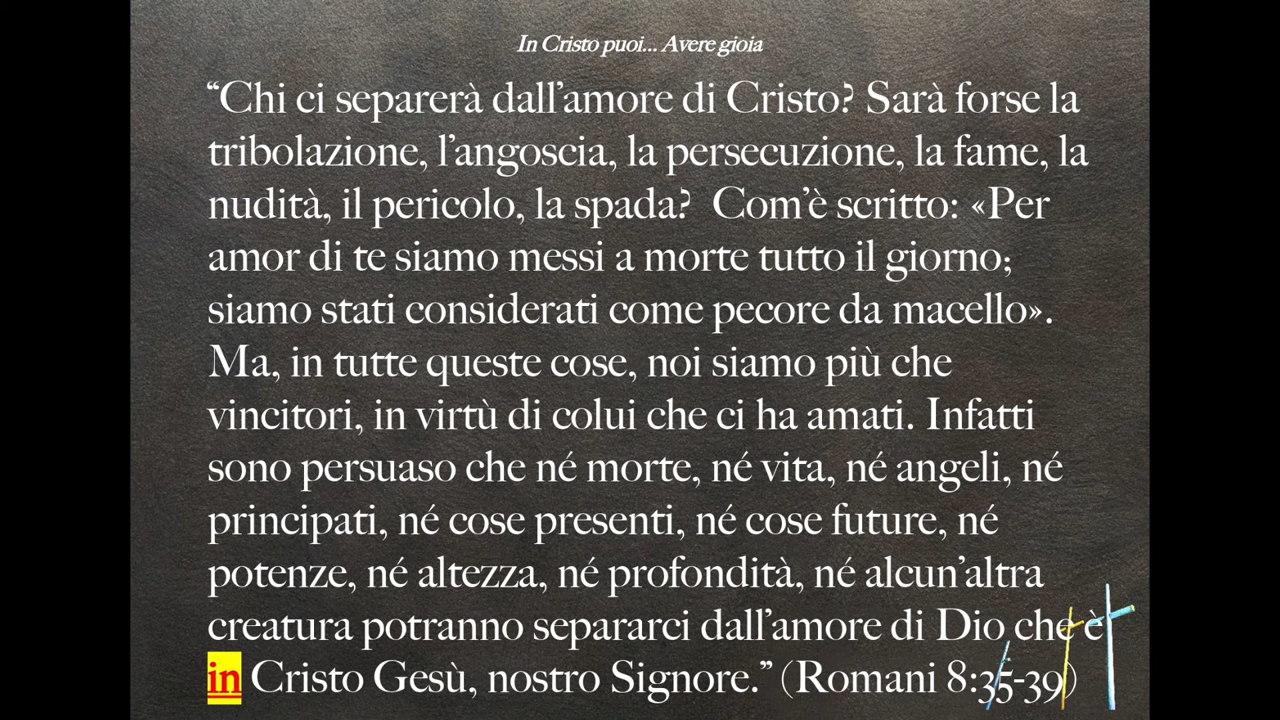 In Cristo puoi... Avere gioia
“Chi ci separerà dall’amore di Cristo? Sarà forse la
tribolazione, l’angoscia, la persecuzione, la fame, la
nudità, il pericolo, la spada?  Com’è scritto: «Per
amor di te siamo messi a morte tutto il giorno;
siamo stati considerati come pecore da macello».
Ma, in tutte queste cose, noi siamo più che
vincitori, in virtù di colui che ci ha amati. Infatti
sono persuaso che né morte, né vita, né angeli, né
principati, né cose presenti, né cose future, né
potenze, né altezza, né profondità, né alcun’altra
creatura potranno separarci dall’amore di Dio che è
in Cristo Gesù, nostro Signore.” (Romani 8:35-39)